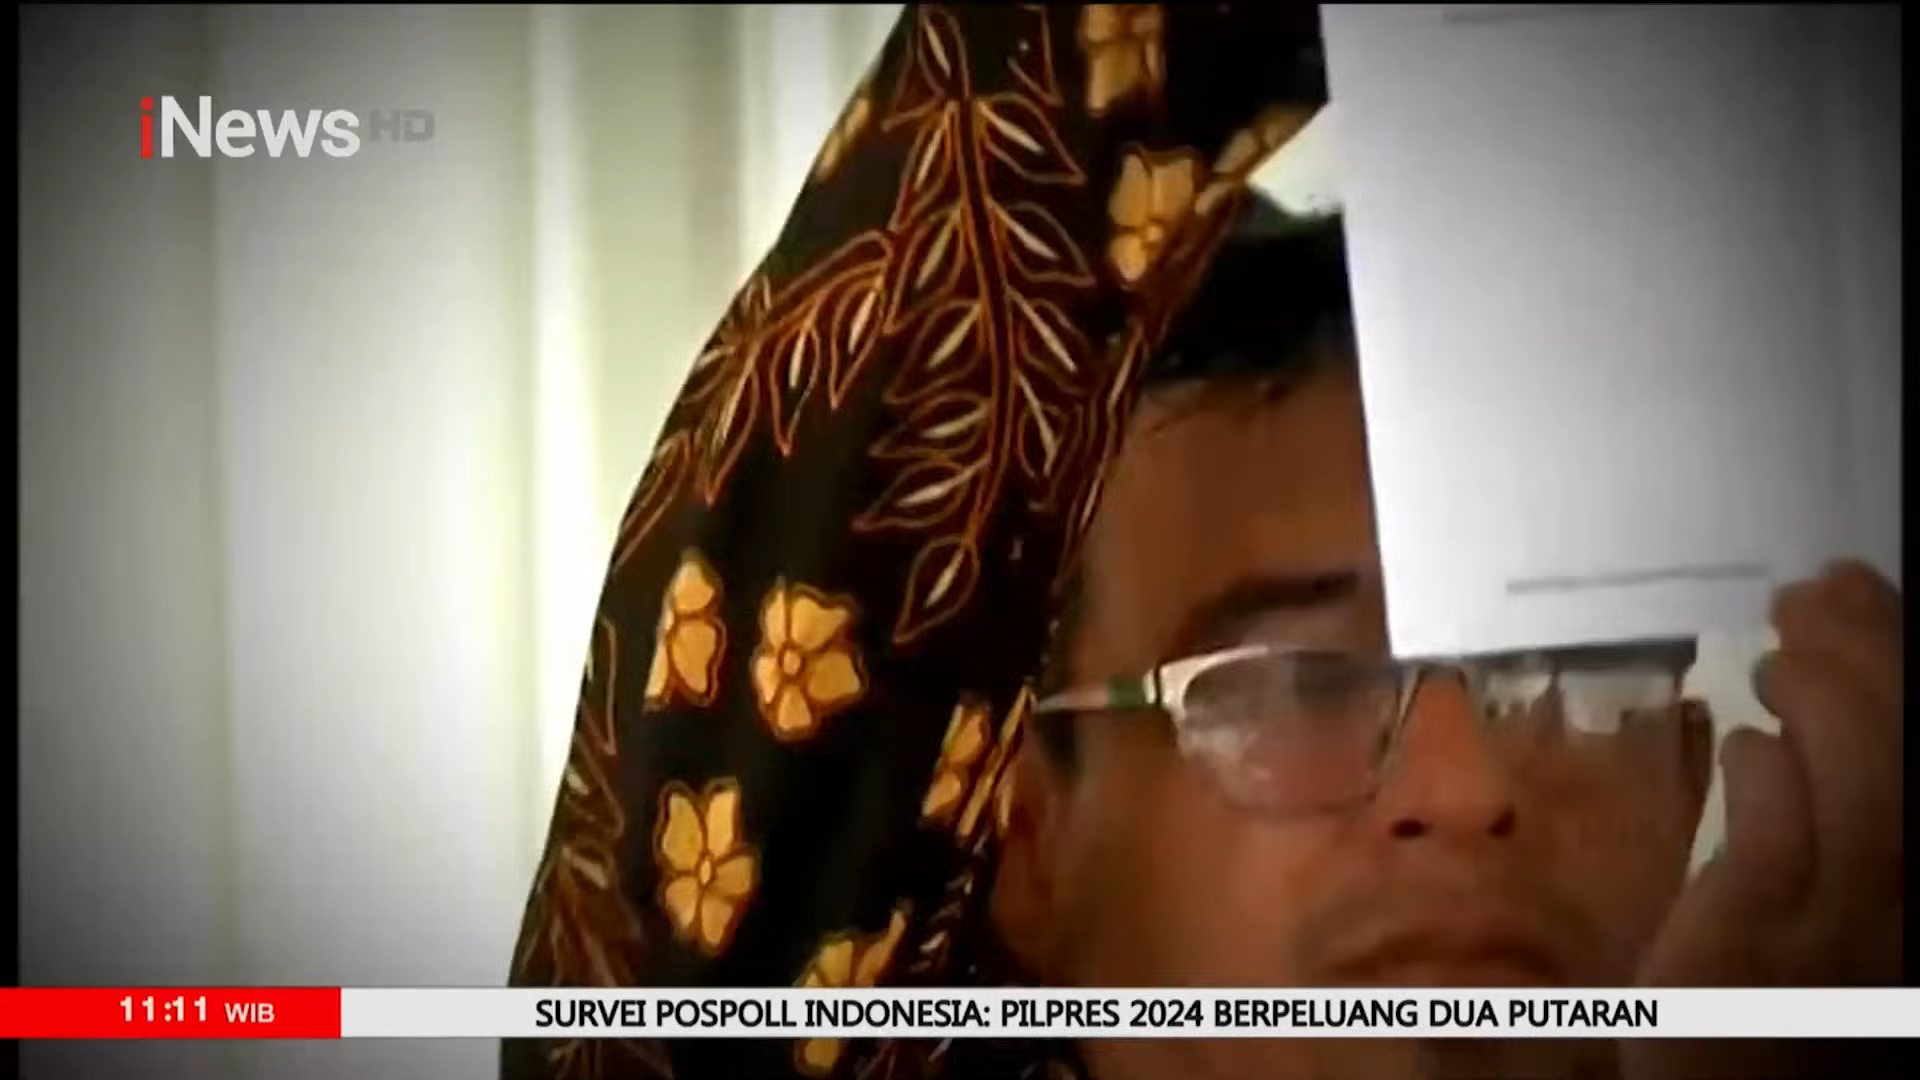 iNews HD
11:11 WIB
SURVEI POSPOLL INDONESIA: PILPRES 2024 BERPELUANG DUA PUTARAN